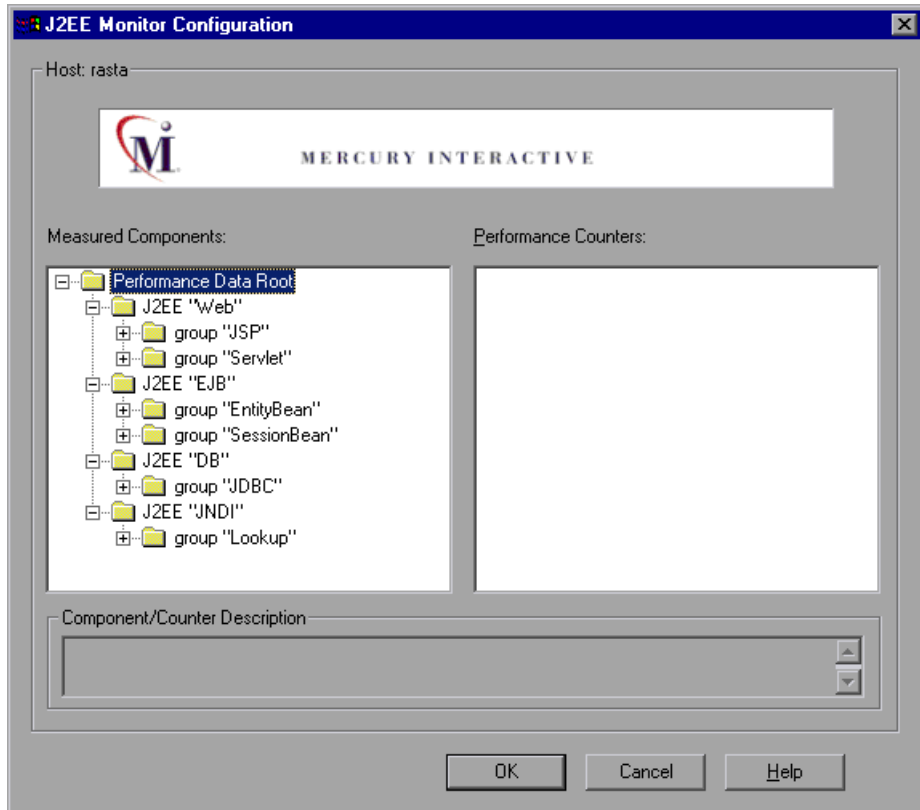 J2EE Monitor Configuration
Host: rasta
M
MERCURY INTERACTIVE
Measured Components:
Performance Counters:
Performance Data Root
J2EE "Web"
group "JSP"
group "Servlet"
J2EE "EJB"
group "EntityBean"
group "SessionBean"
J2EE "DB"
group "JDBC"
J2EE "JNDI"
group "Lookup"
Component/Counter Description
OK
Cancel
Help